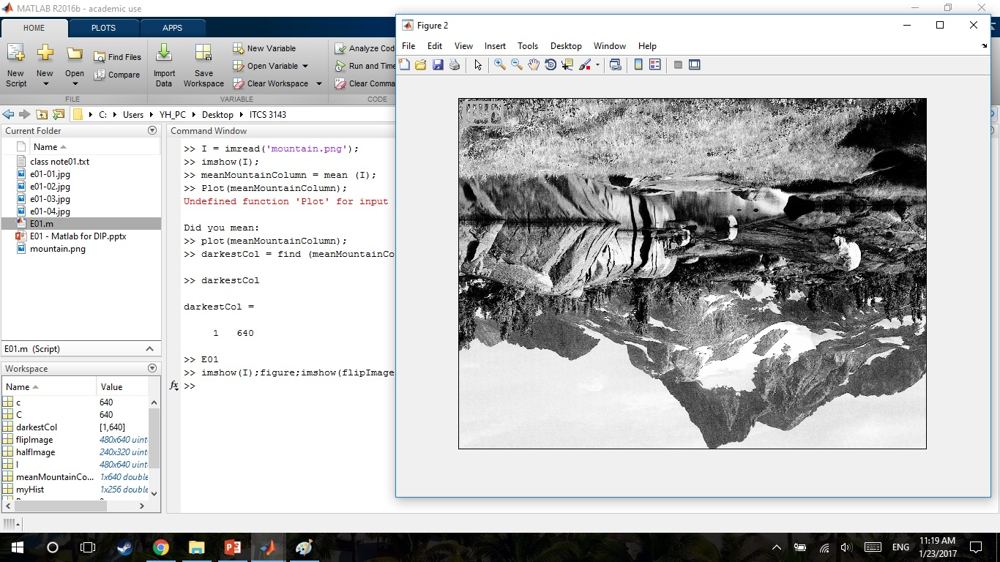 MATLAB R2016b - academic use
HOME PLOTS APPS
New Script
New
Open
Find Files
Compare
FILE
Import Data
Save Workspace
New Variable
Open Variable
Clear Workspace
VARIABLE
Analyze Cod
Run and Time
Clear Comma
CODE
C: Users YH_PC Desktop ITCS 3143
Current Folder
Name
class note01.txt
e01-01.jpg
e01-02.jpg
e01-03.jpg
e01-04.jpg
E01.m
E01 - Matlab for DIP.pptx
mountain.png
E01.m (Script)
Workspace
Name Value
c 640
C 640
darkestCol [1,640]
flipImage 480x640 uint
halfImage 240x320 uint
I 480x640 uint
meanMountainCo... 1x640 double
myHist 1x256 double
Command Window
>> I = imread('mountain.png');
>> imshow(I);
>> meanMountainColumn = mean (I);
>> Plot(meanMountainColumn);
Undefined function 'Plot' for input
Did you mean:
>> plot(meanMountainColumn);
>> darkestCol = find (meanMountainCo
>> darkestCol
darkestCol =
1 640
>> E01
>> imshow(I);figure;imshow(flipImage
fx >>
Figure 2
File Edit View Insert Tools Desktop Window Help
ENG
11:19 AM
1/23/2017